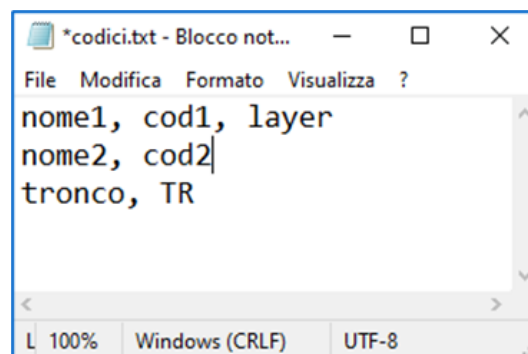 *codici.txt - Blocco not...
File Modifica Formato Visualizza ?
nome1, cod1, layer
nome2, cod2
tronco, TR
L 100% Windows (CRLF) UTF-8